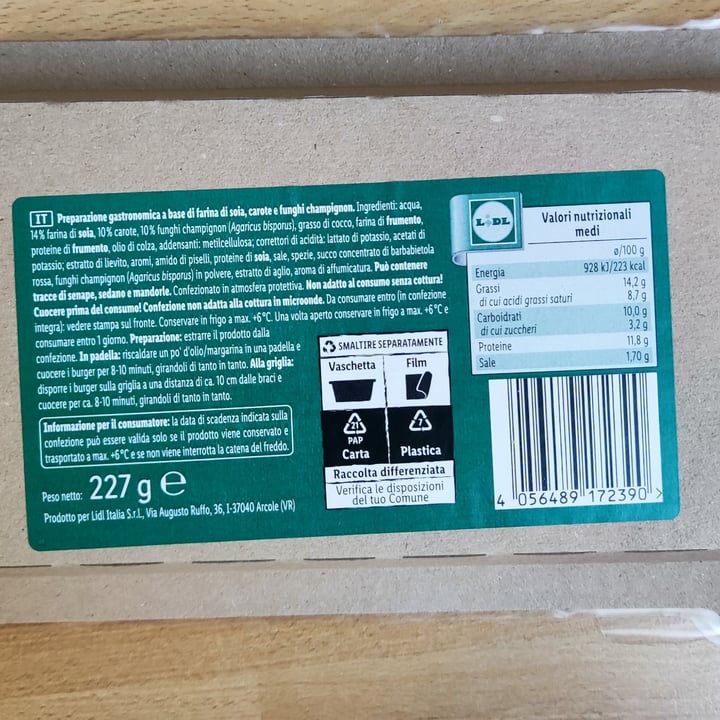 IT Preparazione gastronomica a base di farina di soia, carote e funghi champignon. Ingredienti: acqua,
14% farina di soia, 10% carote, 10% funghi champignon (Agaricus bisporus), grasso di cocco, farina di frumento,
proteine di frumento, olio di colza, addensanti: metilcellulosa; correttori di acidità: lattato di potassio, acetati di
potassio; estratto di lievito, aromi, amido di piselli, proteine di soia, sale, spezie, succo concentrato di barbabietola
rossa, funghi champignon (Agaricus bisporus) in polvere, estratto di aglio, aroma di affumicatura. Può contenere
tracce di senape, sedano e mandorle. Confezionato in atmosfera protettiva. Non adatto al consumo senza cottura!
Cuocere prima del consumo! Confezione non adatta alla cottura in microonde. Da consumare entro (in confezione
integra): vedere stampa sul fronte. Conservare in frigo a max. +6°C. Una volta aperto conservare in frigo a max. +6°C e
consumare entro 1 giorno. Preparazione: estrarre il prodotto dalla
confezione. In padella: riscaldare un po' d'olio/margarina in una padella e
cuocere i burger per 8-10 minuti, girandoli di tanto in tanto. Alla griglia:
disporre i burger sulla griglia a una distanza di ca. 10 cm dalle braci e
cuocere per ca. 8-10 minuti, girandoli di tanto in tanto.
Informazione per il consumatore: la data di scadenza indicata sulla
confezione può essere valida solo se il prodotto viene conservato e
trasportato a max. +6°C e se non viene interrotta la catena del freddo.
Peso netto: 227 g e
Prodotto per Lidl Italia S.r.l., Via Augusto Ruffo, 36, I-37040 Arcole (VR)
SMALTIRE SEPARATAMENTE
Vaschetta Film
21 7
PAP
Carta Plastica
Raccolta differenziata
Verifica le disposizioni
del tuo Comune
LIDL
Valori nutrizionali
medi
ø/100 g
Energia 928 kJ/223 kcal
Grassi 14,2 g
di cui acidi grassi saturi 8,7 g
Carboidrati 10,0 g
di cui zuccheri 3,2 g
Proteine 11,8 g
Sale 1,70 g
4 056489 172390 >